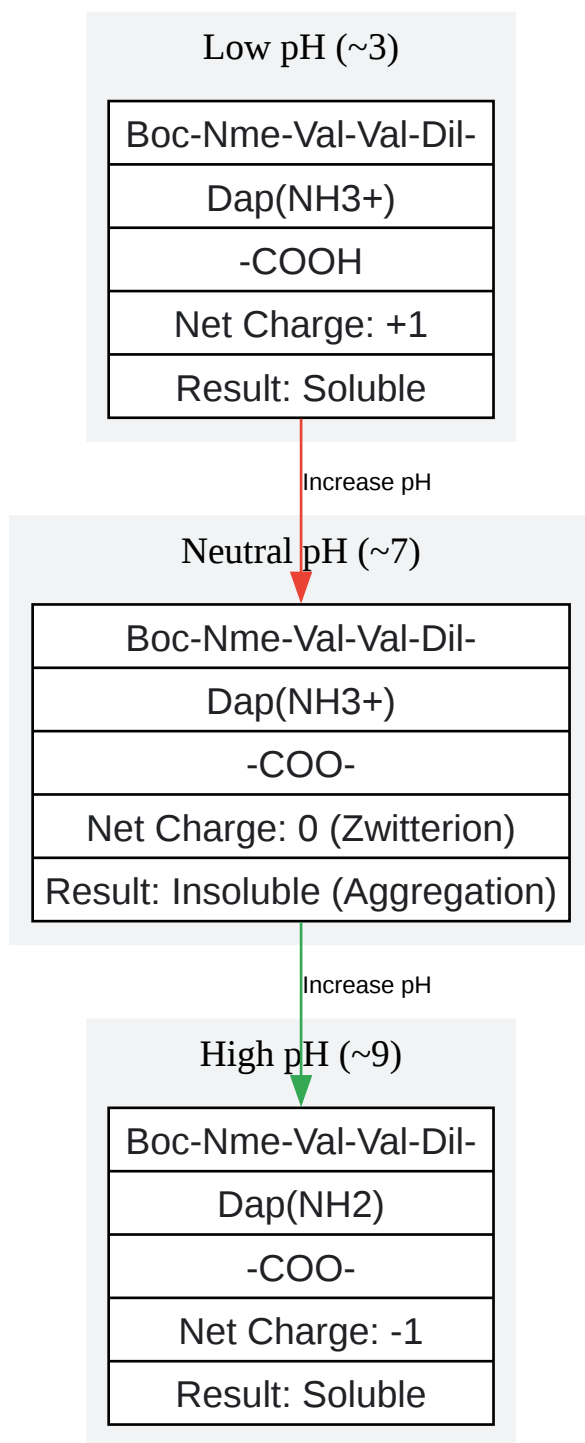 Low pH (~3)
Boc-Nme-Val-Val-Dil-
Dap(NH3+)
-COOH
Net Charge: +1
Result: Soluble
Increase pH
Neutral pH (~7)
Boc-Nme-Val-Val-Dil-
Dap(NH3+)
-COO-
Net Charge: 0 (Zwitterion)
Result: Insoluble (Aggregation)
Increase pH
High pH (~9)
Boc-Nme-Val-Val-Dil-
Dap(NH2)
-COO-
Net Charge: -1
Result: Soluble